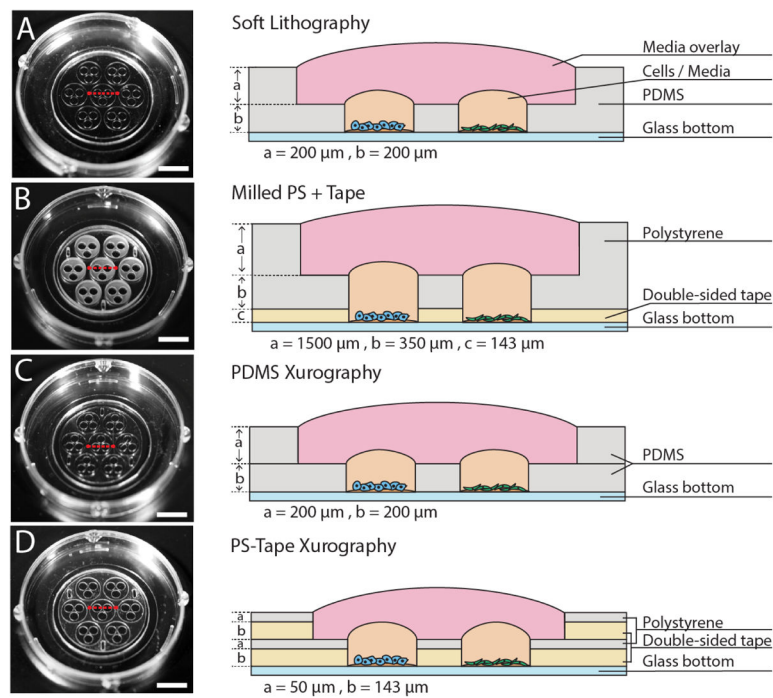 A
Soft Lithography
Media overlay
Cells / Media
PDMS
Glass bottom
a
b
a = 200 μm , b = 200 μm
B
Milled PS + Tape
Polystyrene
Double-sided tape
Glass bottom
a
b
c
a = 1500 μm , b = 350 μm , c = 143 μm
C
PDMS Xurography
PDMS
Glass bottom
a
b
a = 200 μm , b = 200 μm
D
PS-Tape Xurography
Polystyrene
Double-sided tape
Glass bottom
a
b
a
b
a = 50 μm , b = 143 μm